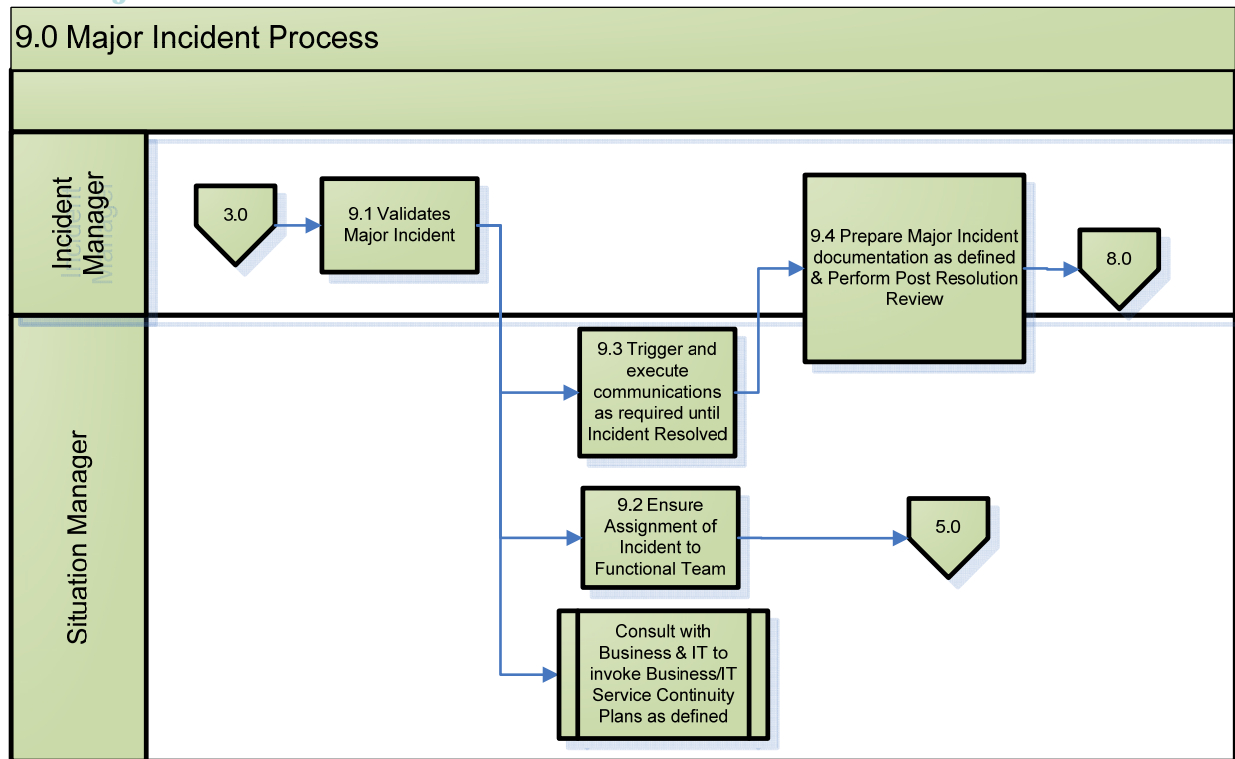 9.0 Major Incident Process
Incident
Manager
3.0
9.1 Validates
Major Incident
9.4 Prepare Major Incident
documentation as defined
& Perform Post Resolution
Review
8.0
Situation Manager
9.3 Trigger and
execute
communications
as required until
Incident Resolved
9.2 Ensure
Assignment of
Incident to
Functional Team
5.0
Consult with
Business & IT to
invoke Business/IT
Service Continuity
Plans as defined